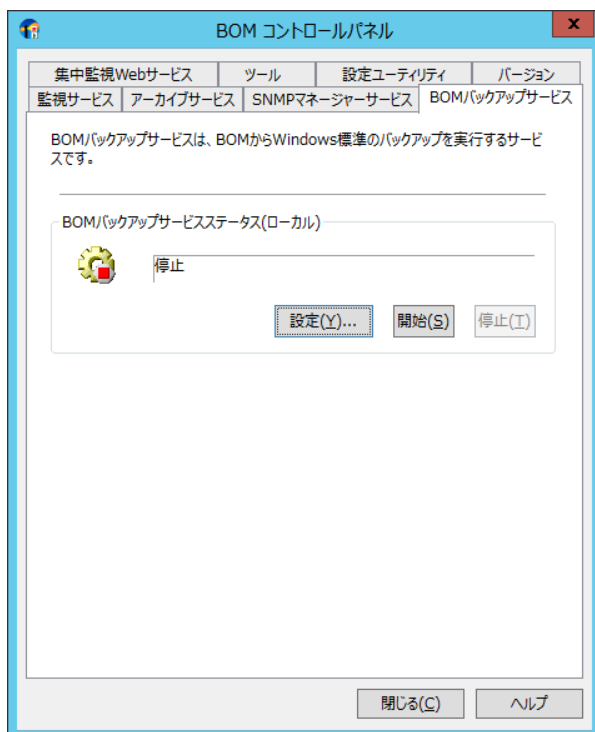 BOM コントロールパネル
x
集中監視Webサービス ツール 設定ユーティリティ バージョン
監視サービス アーカイブサービス SNMPマネージャーサービス BOMバックアップサービス
BOMバックアップサービスは、BOMからWindows標準のバックアップを実行するサービ
スです。
BOMバックアップサービスステータス(ローカル)
停止
設定(Y)... 開始(S) 停止(T)
閉じる(C) ヘルプ